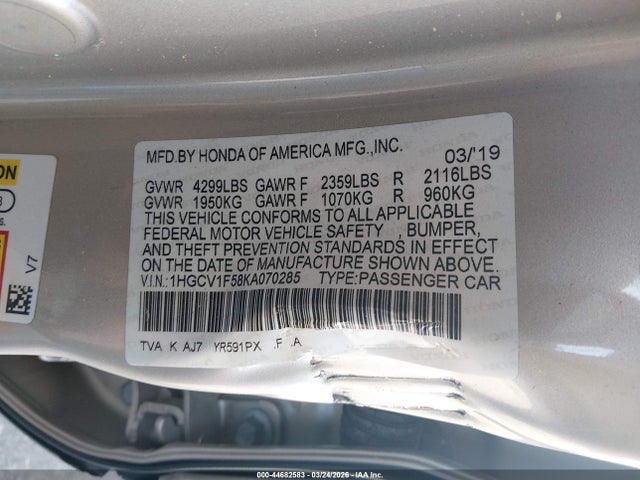 MFD.BY HONDA OF AMERICA MFG.,INC. 03/'19
GVWR 4299LBS GAWR F 2359LBS R 2116LBS
GVWR 1950KG GAWR F 1070KG R 960KG
THIS VEHICLE CONFORMS TO ALL APPLICABLE
FEDERAL MOTOR VEHICLE SAFETY , BUMPER,
AND THEFT PREVENTION STANDARDS IN EFFECT
ON THE DATE OF MANUFACTURE SHOWN ABOVE.
V.I.N.:1HGCV1F58KA070285 TYPE:PASSENGER CAR
TVA K AJ7 YR591PX .F .A
V7
000-44682583 - 03/24/2026 - IAA Inc.